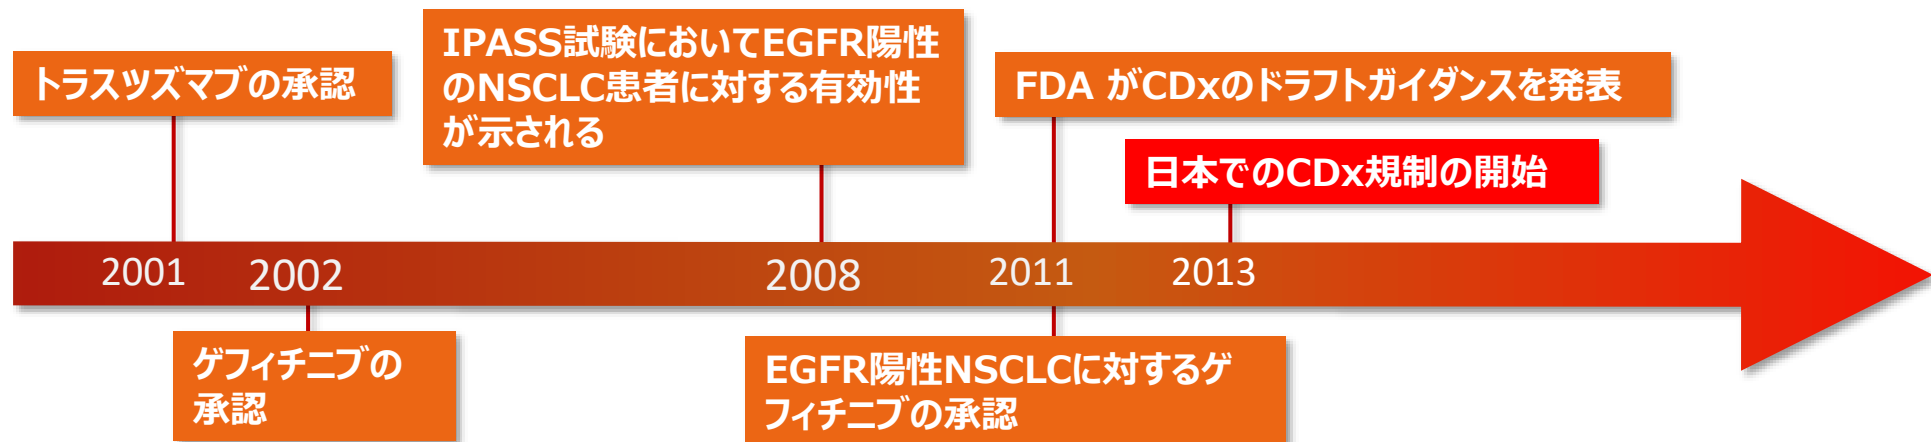 トラスツズマブの承認
IPASS試験においてEGFR陽性
のNSCLC患者に対する有効性
が示される
FDA がCDxのドラフトガイダンスを発表
日本でのCDx規制の開始
2001
2002
2008
2011
2013
ゲフィチニブの
承認
EGFR陽性NSCLCに対するゲ
フィチニブの承認